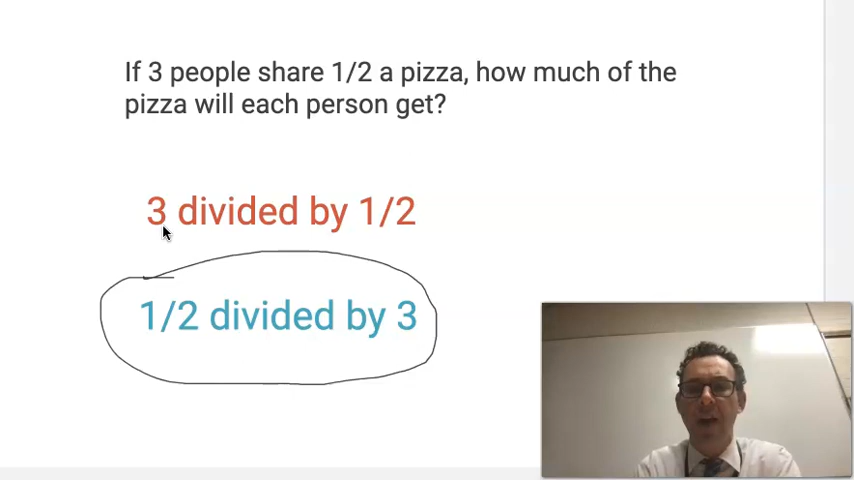 If 3 people share 1/2 a pizza, how much of the
pizza will each person get?
3 divided by 1/2
1/2 divided by 3